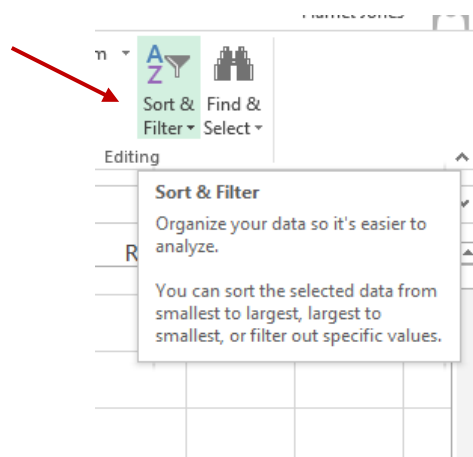 m
A
Z
Sort & Find &
Filter Select
Editing
Sort & Filter
Organize your data so it's easier to
analyze.
R
You can sort the selected data from
smallest to largest, largest to
smallest, or filter out specific values.